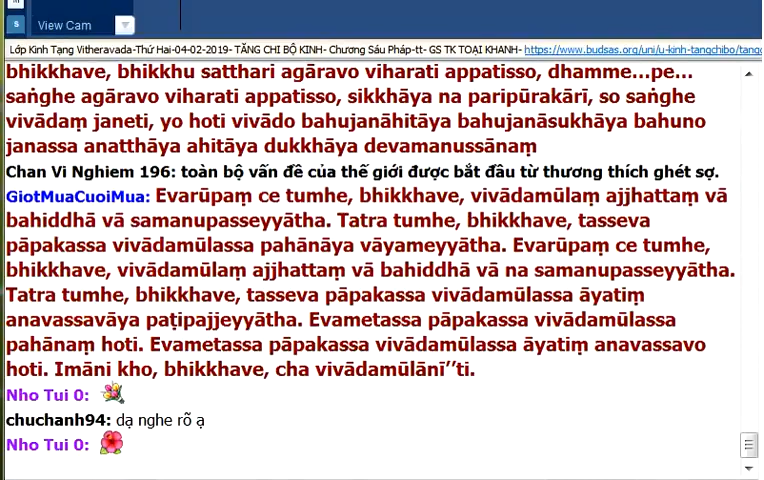 View Cam
Lớp Kinh Tạng Vitheravada-Thứ Hai-04-02-2019- TĂNG CHI BỘ KINH- Chương Sáu Pháp-tt- GS TK TOẠI KHANH- https://www.budsas.org/uni/u-kinh-tangchibo/tang
bhikkhave, bhikkhu satthari agāravo viharati appatisso, dhamme...pe...
saṅghe agāravo viharati appatisso, sikkhāya na paripūrakārī, so saṅghe
vivādaṃ janeti, yo hoti vivādo bahujanāhitāya bahujanāsukhāya bahuno
janassa anatthāya ahitāya dukkhāya devamanussānaṃ
Chan Vi Nghiem 196: toàn bộ vấn đề của thế giới được bắt đầu từ thương thích ghét sợ.
GiotMuaCuoiMua: Evarūpaṃ ce tumhe, bhikkhave, vivādamūlaṃ ajjhattaṃ vā
bahiddhā vā samanupasseyyātha. Tatra tumhe, bhikkhave, tasseva
pāpakassa vivādamūlassa pahānāya vāyameyyātha. Evarūpaṃ ce tumhe,
bhikkhave, vivādamūlaṃ ajjhattaṃ vā bahiddhā vā na samanupasseyyātha.
Tatra tumhe, bhikkhave, tasseva pāpakassa vivādamūlassa āyatiṃ
anavassavāya paṭipajjeyyātha. Evametassa pāpakassa vivādamūlassa
pahānaṃ hoti. Evametassa pāpakassa vivādamūlassa āyatiṃ anavassavo
hoti. Imāni kho, bhikkhave, cha vivādamūlānī’’ti.
Nho Tui 0:
chuchanh94: dạ nghe rõ ạ
Nho Tui 0: